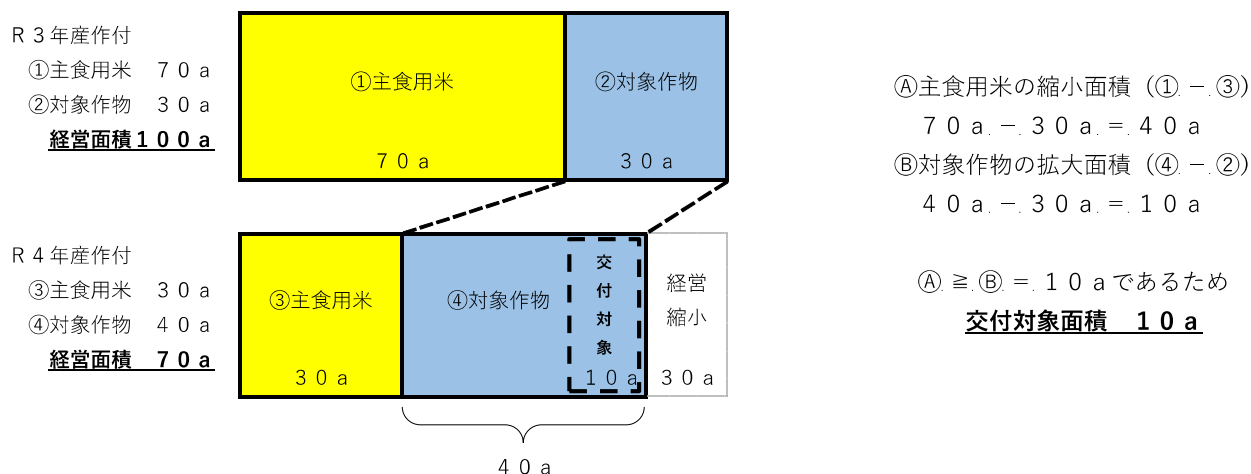 Ｒ３年産作付
①主食用米　７０ａ
②対象作物　３０ａ
経営面積１００ａ
①主食用米
７０ａ
②対象作物
３０ａ
Ｒ４年産作付
③主食用米　３０ａ
④対象作物　４０ａ
経営面積　７０ａ
③主食用米
３０ａ
④対象作物
交付対象
１０ａ
経営
縮小
３０ａ
４０ａ
Ⓐ主食用米の縮小面積（①－③）
７０ａ－３０ａ＝４０ａ
Ⓑ対象作物の拡大面積（④－②）
４０ａ－３０ａ＝１０ａ
Ⓐ≧Ⓑ＝１０ａであるため
交付対象面積　１０ａ